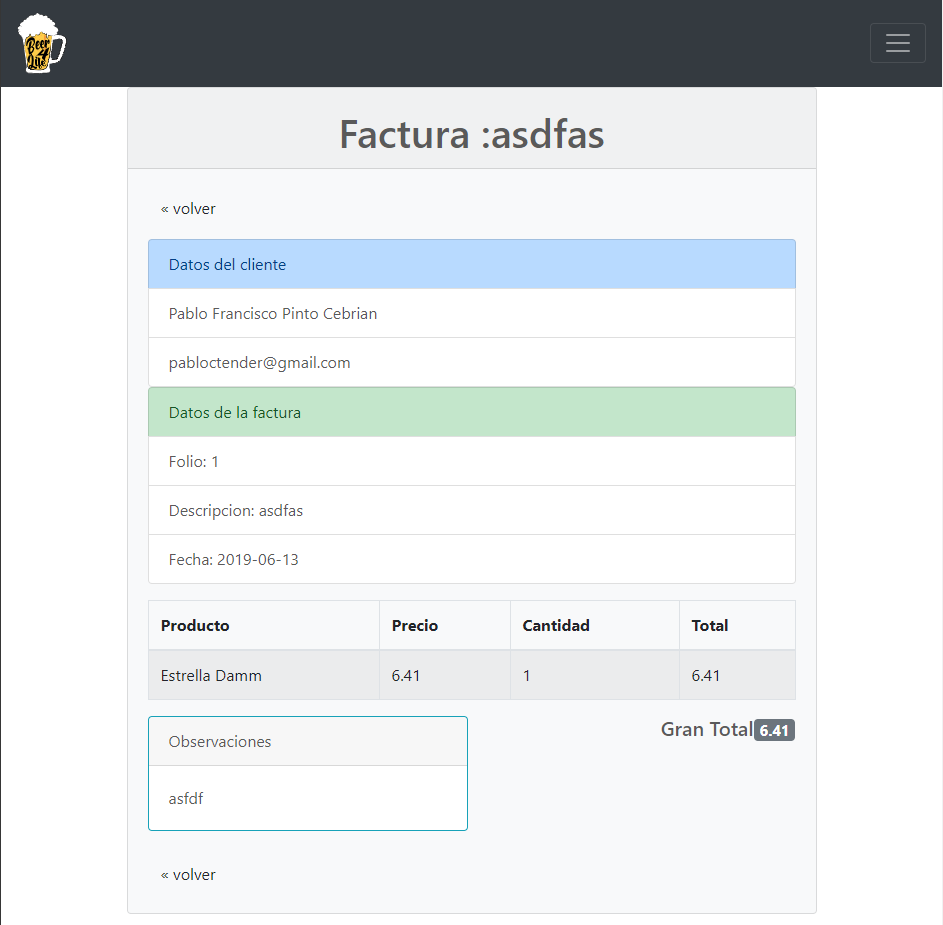 Beer
4
Life
Factura :asdfas
« volver
Datos del cliente
Pablo Francisco Pinto Cebrian
pabloctender@gmail.com
Datos de la factura
Folio: 1
Descripcion: asdfas
Fecha: 2019-06-13
Producto Precio Cantidad Total
Estrella Damm 6.41 1 6.41
Observaciones
Gran Total 6.41
asfdf
« volver